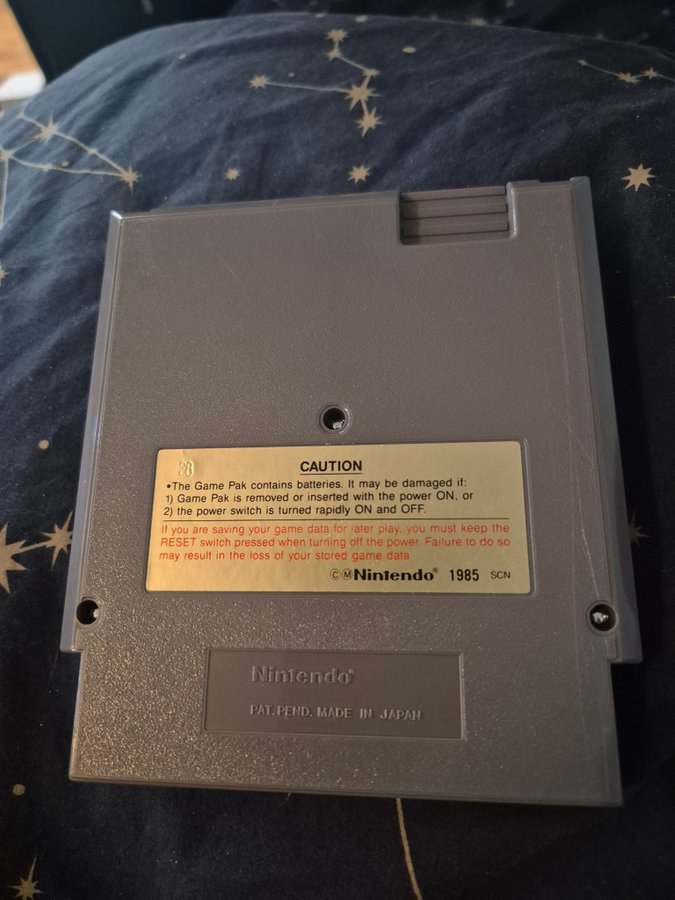 28
CAUTION
•The Game Pak contains batteries. It may be damaged if:
1) Game Pak is removed or inserted with the power ON, or
2) the power switch is turned rapidly ON and OFF.
If you are saving your game data for later play, you must keep the
RESET switch pressed when turning off the power. Failure to do so
may result in the loss of your stored game data.
©Ⓜ Nintendo® 1985 SCN
Nintendo®
PAT. PEND. MADE IN JAPAN